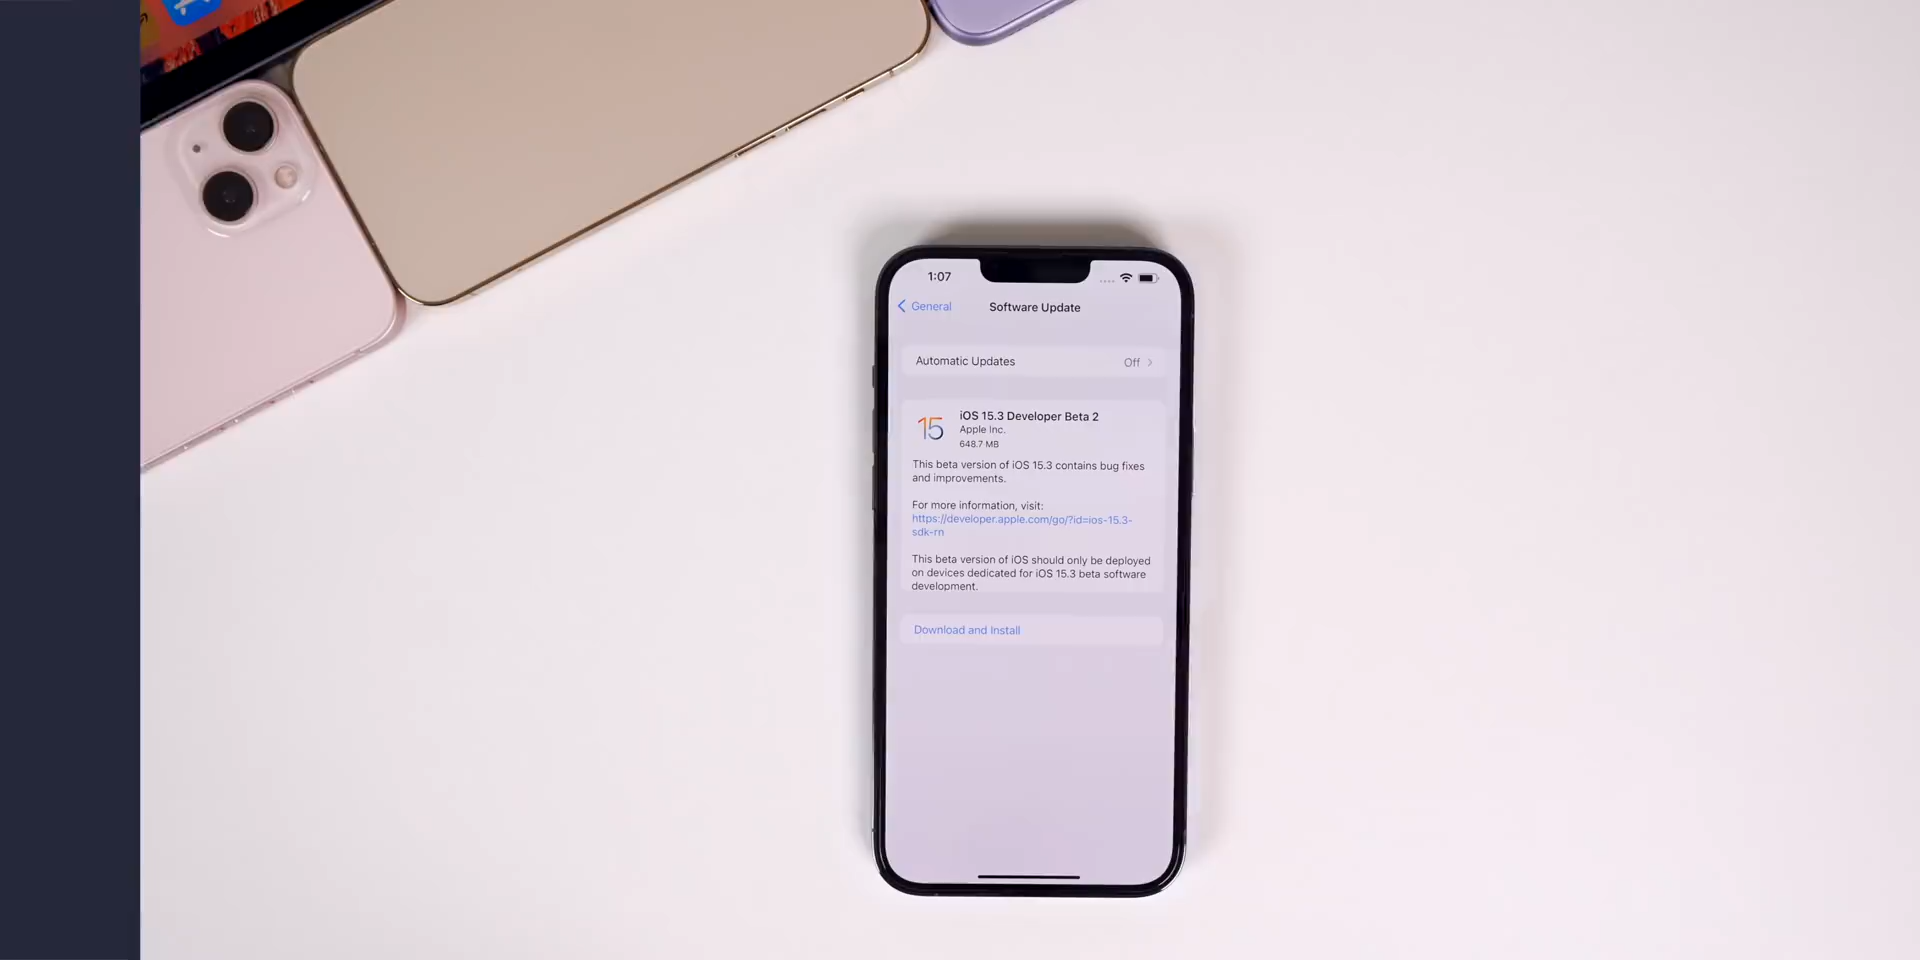 1:07
General
Software Update
Automatic Updates
Off
15
iOS 15.3 Developer Beta 2
Apple Inc.
648.7 MB
This beta version of iOS 15.3 contains bug fixes
and improvements.
For more information, visit:
https://developer.apple.com/go/?id=ios-15.3-
sdk-rn
This beta version of iOS should only be deployed
on devices dedicated for iOS 15.3 beta software
development.
Download and Install